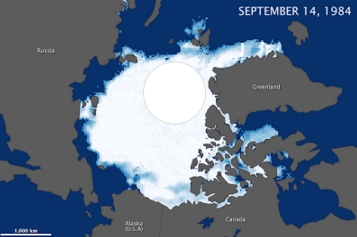 SEPTEMBER 14, 1984
Russia
Greenland
Alaska
(U.S.A)
Canada
1,000 km